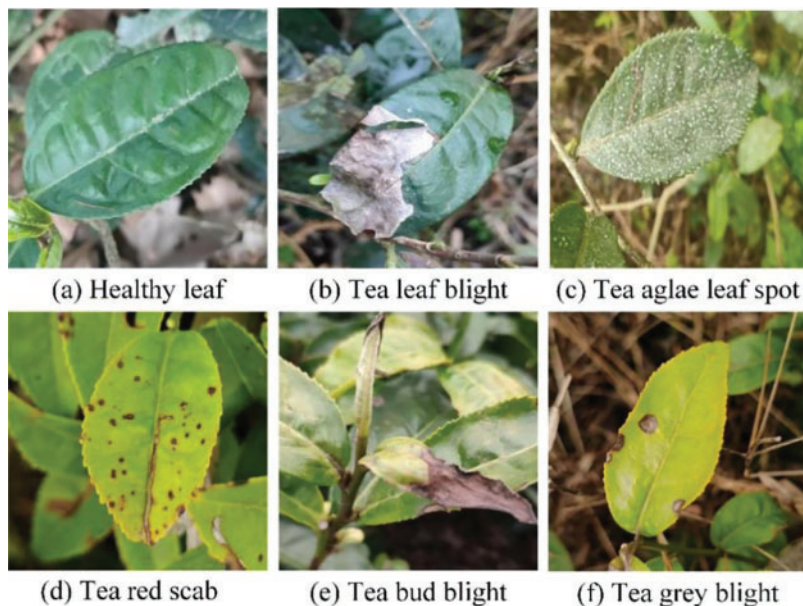 (a) Healthy leaf
(b) Tea leaf blight
(c) Tea aglae leaf spot
(d) Tea red scab
(e) Tea bud blight
(f) Tea grey blight